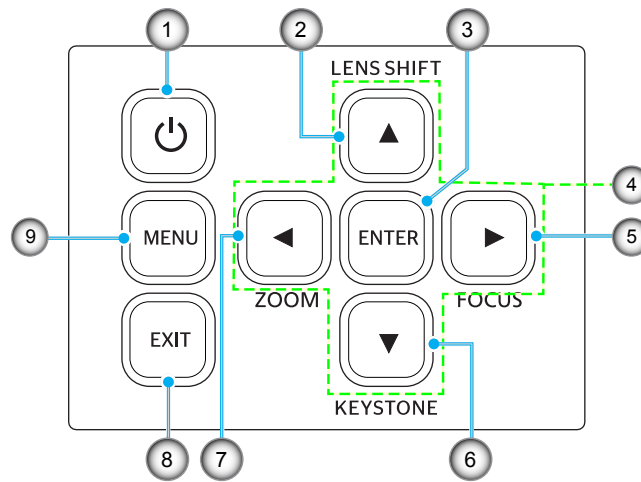 1
2
3
LENS SHIFT
4
9
MENU
ENTER
5
ZOOM
FOCUS
EXIT
KEYSTONE
8
7
6